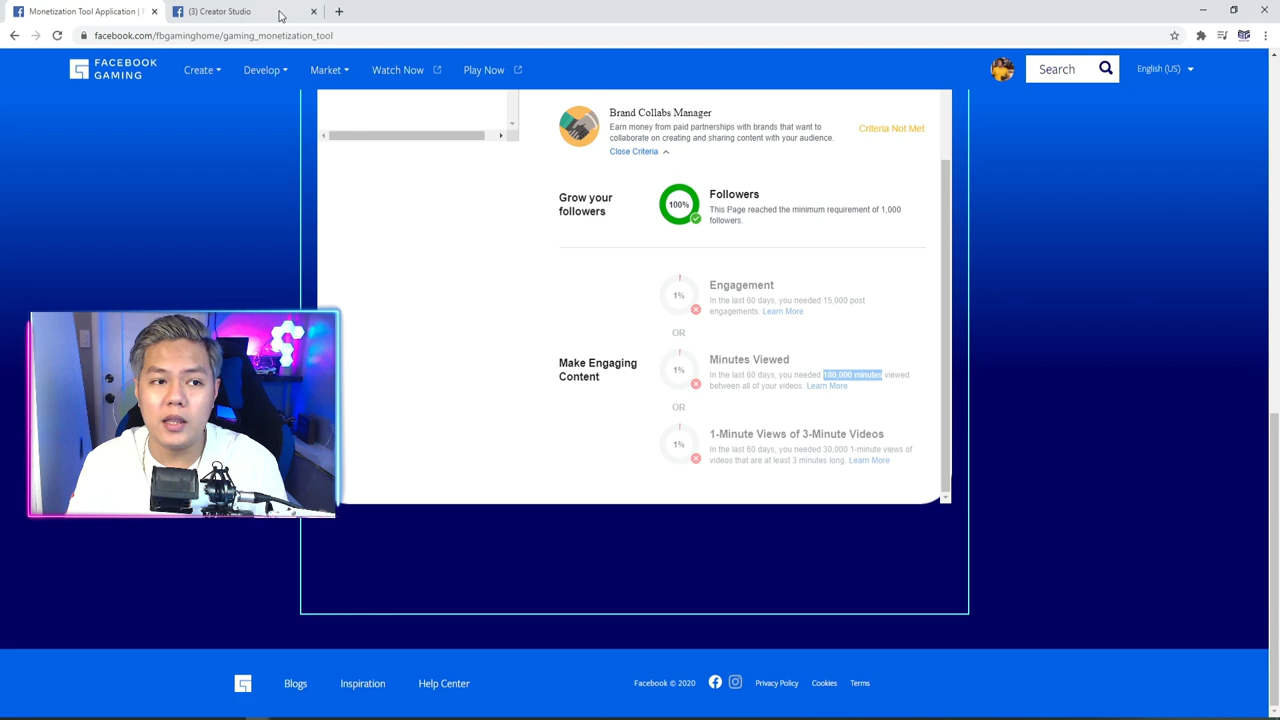 Monetization Tool Application |
(3) Creator Studio
facebook.com/fbgaminghome/gaming_monetization_tool
FACEBOOK
GAMING
Create
Develop
Market
Watch Now
Play Now
Search
English (US)
Brand Collabs Manager
Earn money from paid partnerships with brands that want to
collaborate on creating and sharing content with your audience.
Close Criteria
Criteria Not Met
Grow your
followers
100%
Followers
This Page reached the minimum requirement of 1,000
followers.
1%
Engagement
In the last 60 days, you needed 15,000 post
engagements. Learn More
OR
Make Engaging
Content
1%
Minutes Viewed
In the last 60 days, you needed 180,000 minutes viewed
between all of your videos. Learn More
OR
1%
1-Minute Views of 3-Minute Videos
In the last 60 days, you needed 30,000 1-minute views of
videos that are at least 3 minutes long. Learn More
Blogs
Inspiration
Help Center
Facebook © 2020
Privacy Policy
Cookies
Terms